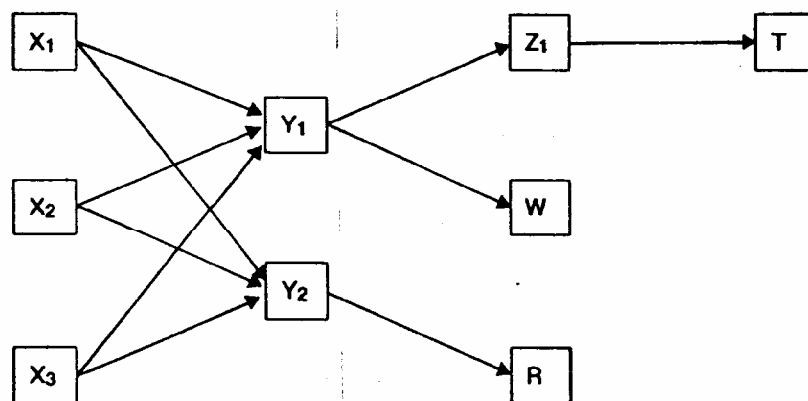 X₁
Z₁
T
Y₁
X₂
W
Y₂
X₃
R